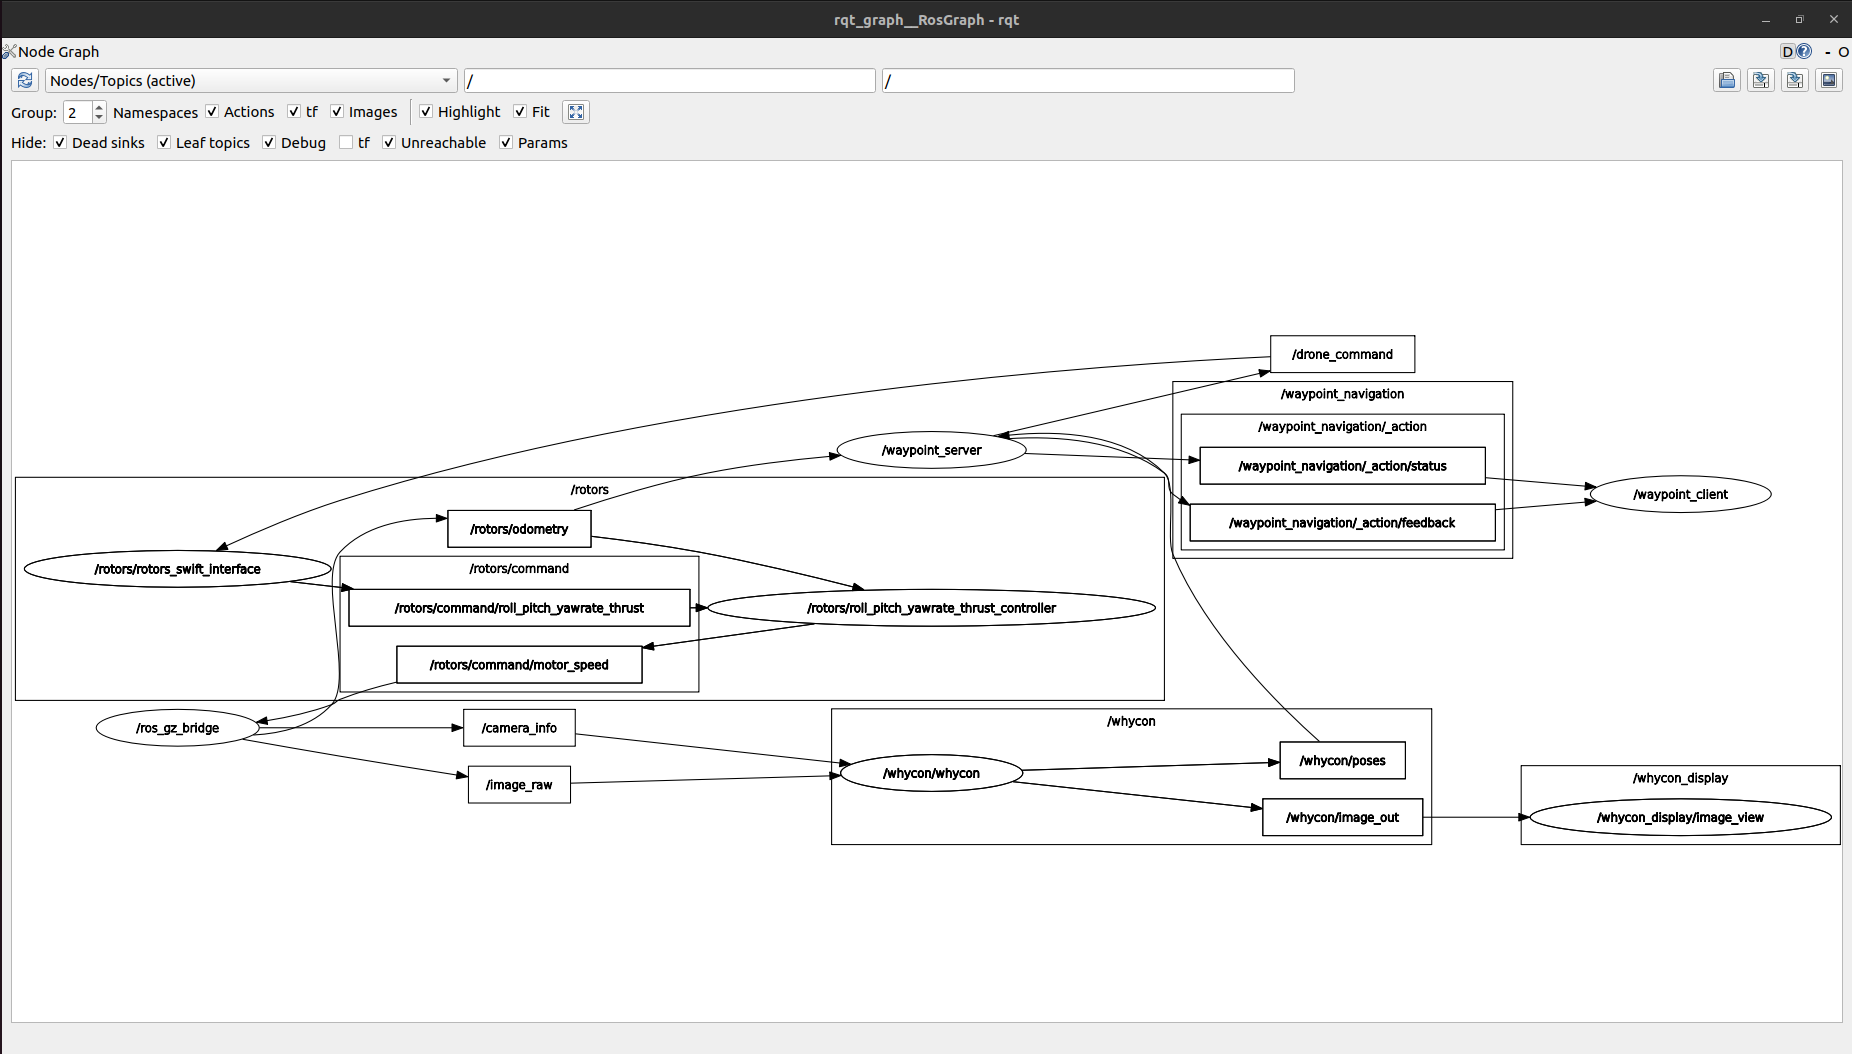 rqt_graph__RosGraph - rqt
Node Graph
D ? - O
Nodes/Topics (active)
/
/
Group: 2 Namespaces Actions tf Images Highlight Fit
Hide: Dead sinks Leaf topics Debug tf Unreachable Params
/drone_command
/waypoint_navigation
/waypoint_navigation/_action
/waypoint_server
/waypoint_navigation/_action/status
/waypoint_client
/waypoint_navigation/_action/feedback
/rotors
/rotors/odometry
/rotors/rotors_swift_interface
/rotors/command
/rotors/command/roll_pitch_yawrate_thrust
/rotors/roll_pitch_yawrate_thrust_controller
/rotors/command/motor_speed
/ros_gz_bridge
/camera_info
/image_raw
/whycon
/whycon/whycon
/whycon/poses
/whycon/image_out
/whycon_display
/whycon_display/image_view